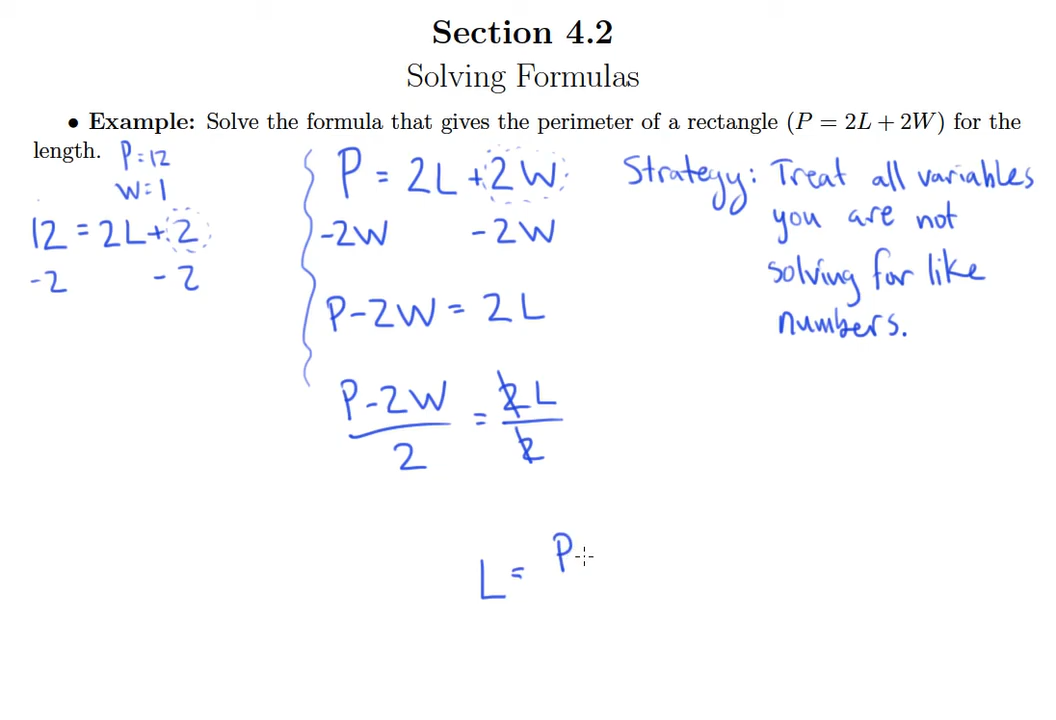 Section 4.2
Solving Formulas
• Example: Solve the formula that gives the perimeter of a rectangle (P = 2L + 2W) for the
length.
P=12
W=1
12 = 2L + 2
-2 - 2
P = 2L + 2W
-2W - 2W
P-2W = 2L
P-2W = 2L
2 2
L = P
Strategy: Treat all variables
you are not
solving for like
numbers.